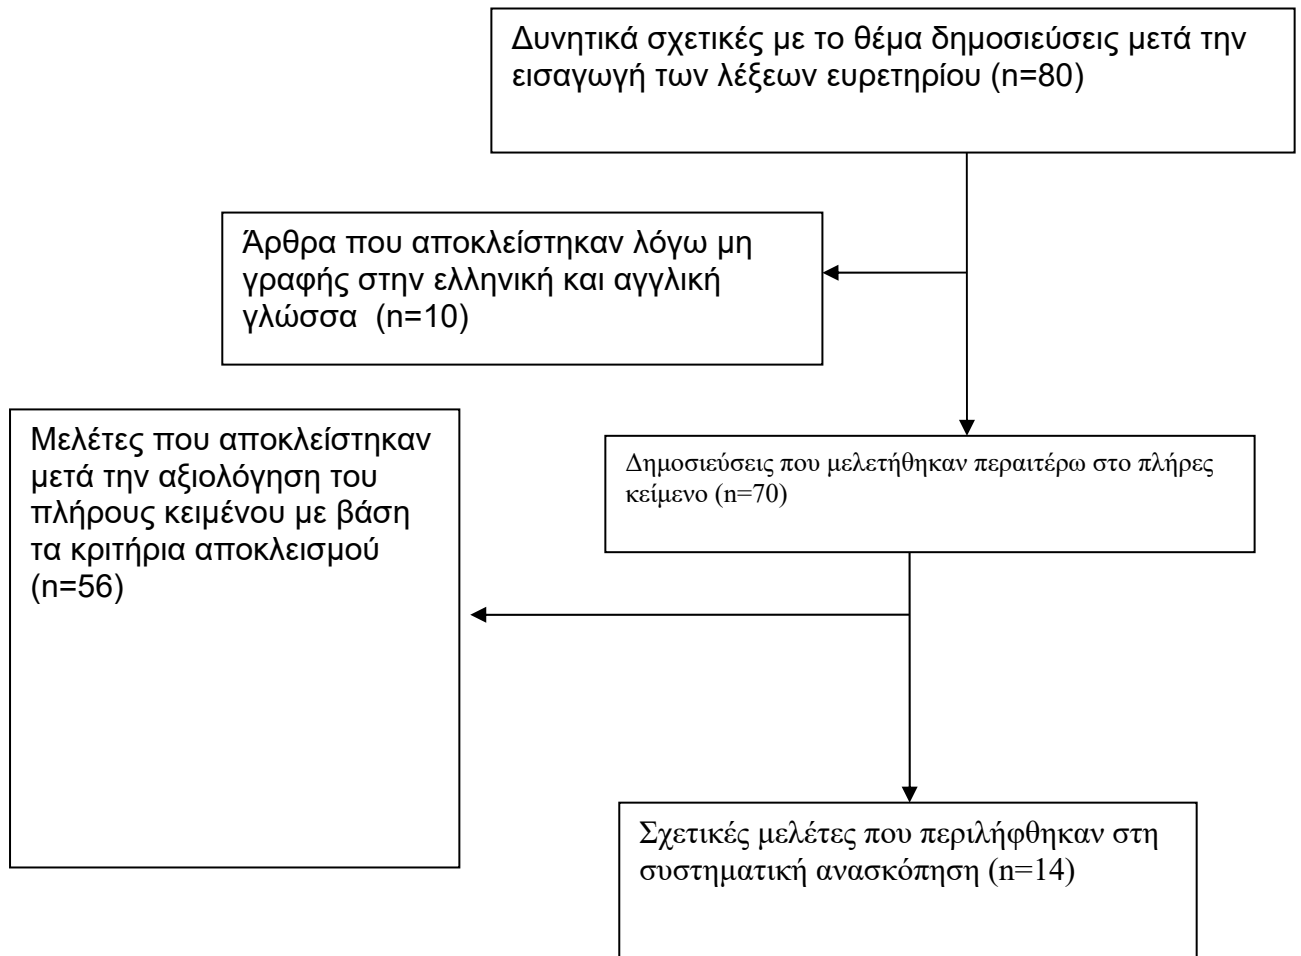 Δυνητικά σχετικές με το θέμα δημοσιεύσεις μετά την
εισαγωγή των λέξεων ευρετηρίου (n=80)
Άρθρα που αποκλείστηκαν λόγω μη
γραφής στην ελληνική και αγγλική
γλώσσα (n=10)
Μελέτες που αποκλείστηκαν
μετά την αξιολόγηση του
πλήρους κειμένου με βάση
τα κριτήρια αποκλεισμού
(n=56)
Δημοσιεύσεις που μελετήθηκαν περαιτέρω στο πλήρες
κείμενο (n=70)
Σχετικές μελέτες που περιλήφθηκαν στη
συστηματική ανασκόπηση (n=14)